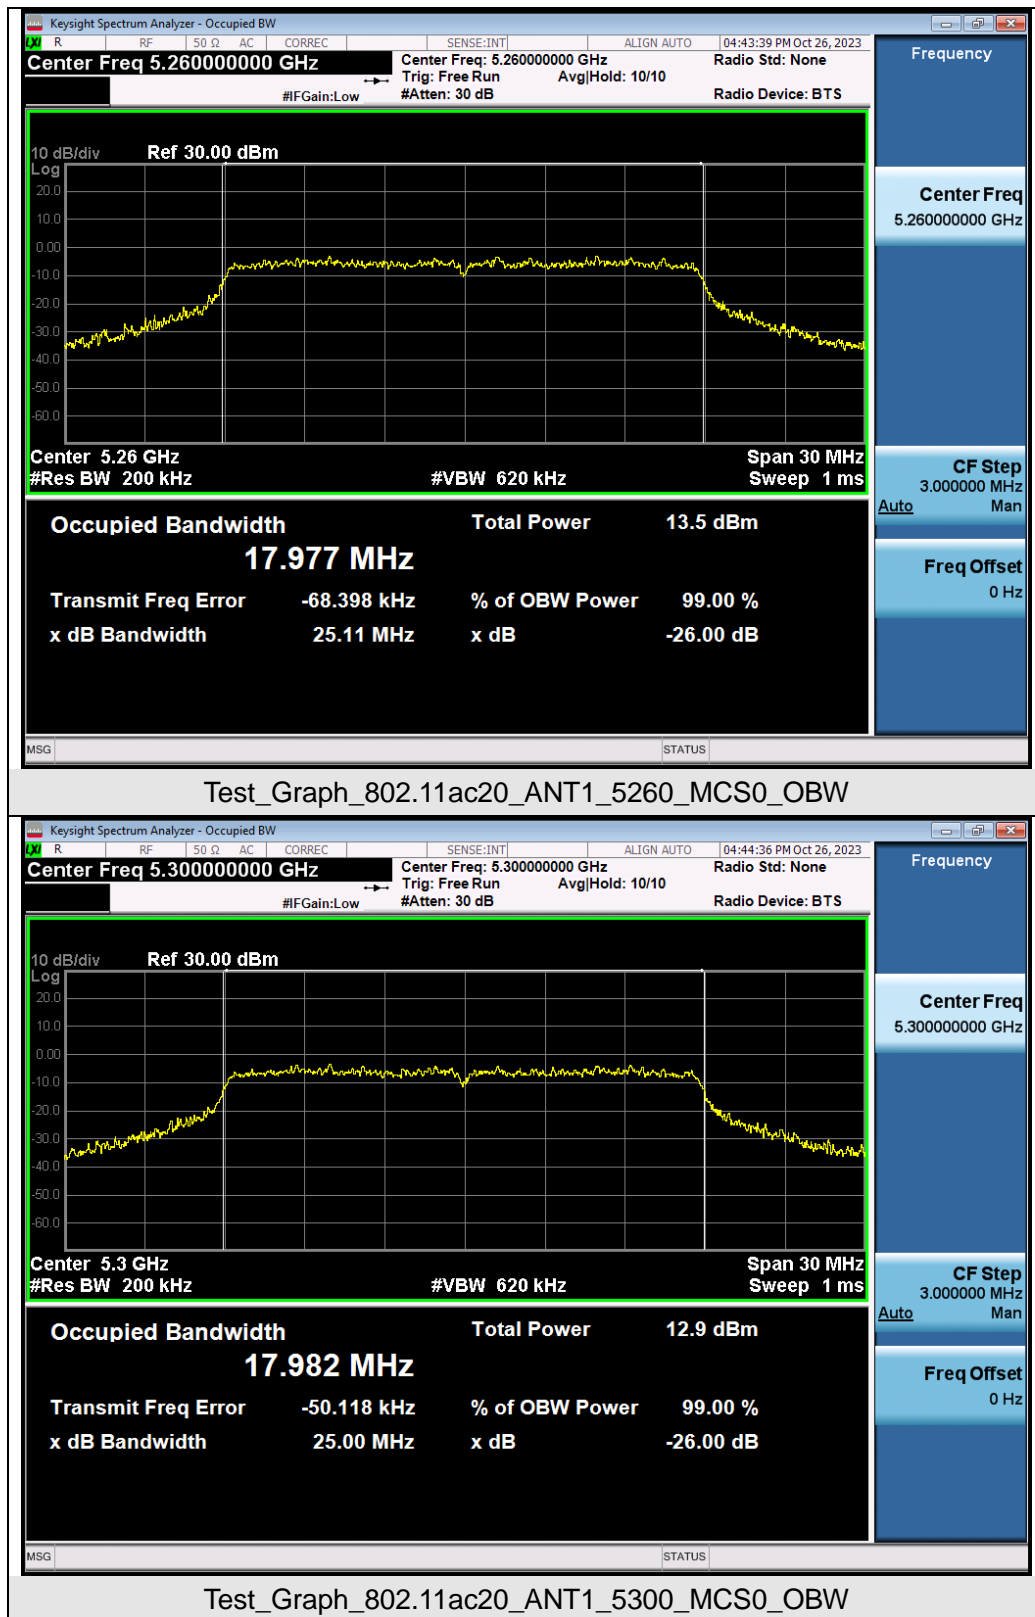 Keysight Spectrum Analyzer - Occupied BW
LXI R RF 50 Ω AC CORREC SENSE:INT ALIGN AUTO 04:43:39 PM Oct 26, 2023
Center Freq 5.260000000 GHz
Center Freq: 5.260000000 GHz Radio Std: None
Trig: Free Run Avg|Hold: 10/10
#IFGain:Low #Atten: 30 dB Radio Device: BTS
10 dB/div Ref 30.00 dBm
Log
20.0
10.0
0.00
-10.0
-20.0
-30.0
-40.0
-50.0
-60.0
Center 5.26 GHz Span 30 MHz
#Res BW 200 kHz #VBW 620 kHz Sweep 1 ms
Occupied Bandwidth Total Power 13.5 dBm
17.977 MHz
Transmit Freq Error -68.398 kHz % of OBW Power 99.00 %
x dB Bandwidth 25.11 MHz x dB -26.00 dB
MSG STATUS
Frequency
Center Freq
5.260000000 GHz
CF Step
3.000000 MHz
Auto Man
Freq Offset
0 Hz
Test_Graph_802.11ac20_ANT1_5260_MCS0_OBW
Keysight Spectrum Analyzer - Occupied BW
LXI R RF 50 Ω AC CORREC SENSE:INT ALIGN AUTO 04:44:36 PM Oct 26, 2023
Center Freq 5.300000000 GHz
Center Freq: 5.300000000 GHz Radio Std: None
Trig: Free Run Avg|Hold: 10/10
#IFGain:Low #Atten: 30 dB Radio Device: BTS
10 dB/div Ref 30.00 dBm
Log
20.0
10.0
0.00
-10.0
-20.0
-30.0
-40.0
-50.0
-60.0
Center 5.3 GHz Span 30 MHz
#Res BW 200 kHz #VBW 620 kHz Sweep 1 ms
Occupied Bandwidth Total Power 12.9 dBm
17.982 MHz
Transmit Freq Error -50.118 kHz % of OBW Power 99.00 %
x dB Bandwidth 25.00 MHz x dB -26.00 dB
MSG STATUS
Frequency
Center Freq
5.300000000 GHz
CF Step
3.000000 MHz
Auto Man
Freq Offset
0 Hz
Test_Graph_802.11ac20_ANT1_5300_MCS0_OBW